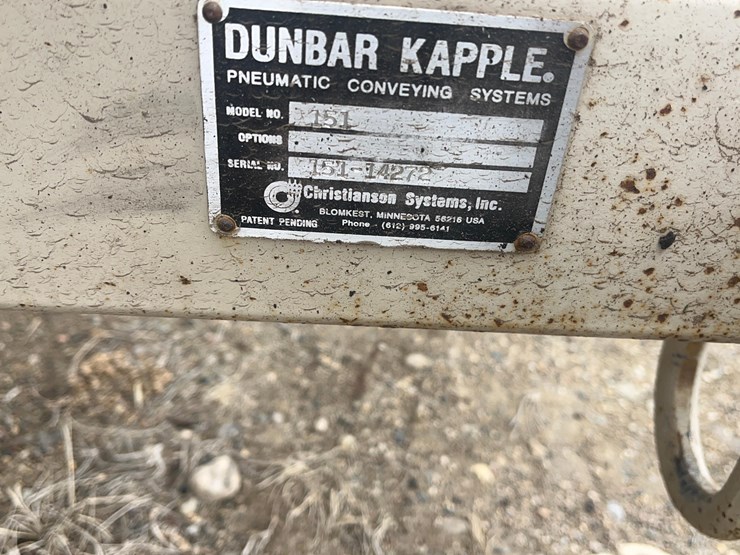 DUNBAR KAPPLE®
PNEUMATIC CONVEYING SYSTEMS
MODEL NO. 151
OPTIONS
SERIAL NO. 151-14272
Christianson Systems, Inc.
BLOMKEST, MINNESOTA 56216 USA
PATENT PENDING Phone - (612) 995-6141